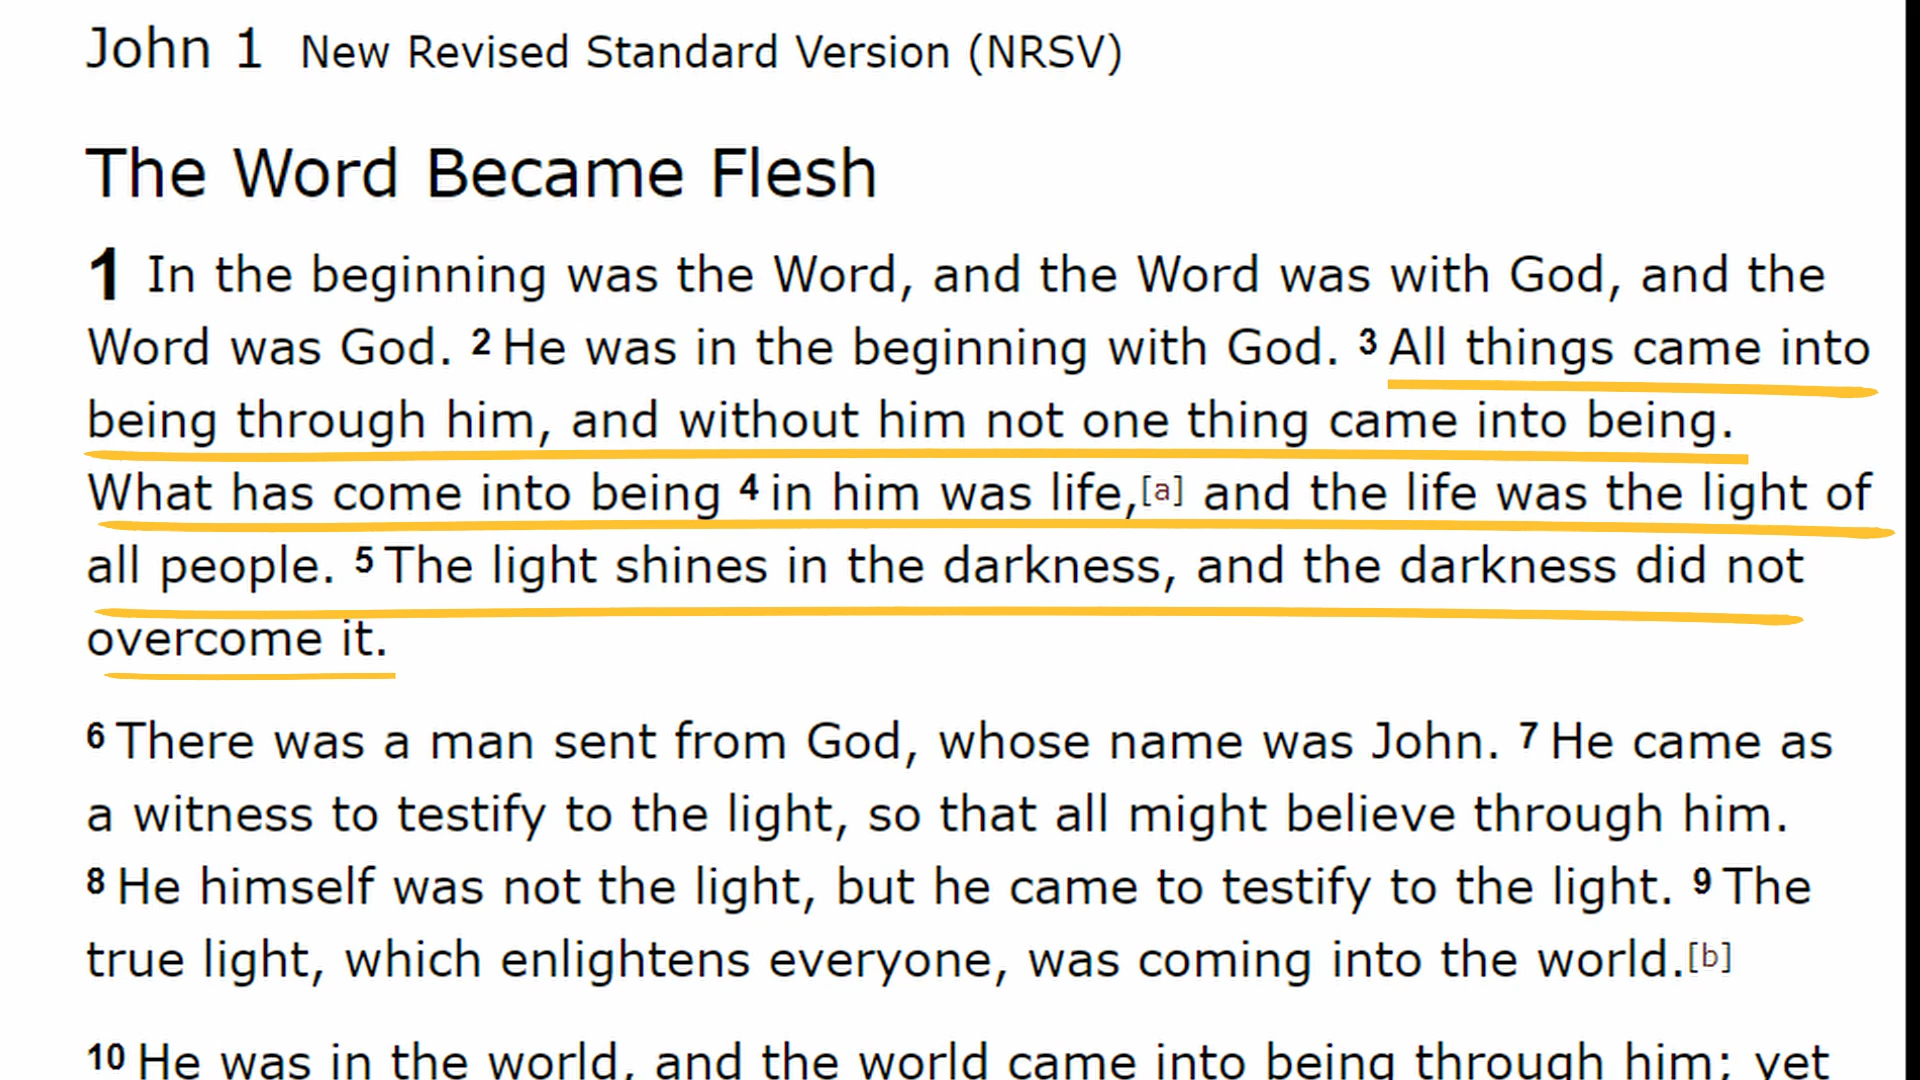 John 1 New Revised Standard Version (NRSV)
The Word Became Flesh
1 In the beginning was the Word, and the Word was with God, and the
Word was God. 2 He was in the beginning with God. 3 All things came into
being through him, and without him not one thing came into being.
What has come into being 4 in him was life,[a] and the life was the light of
all people. 5 The light shines in the darkness, and the darkness did not
overcome it.
6 There was a man sent from God, whose name was John. 7 He came as
a witness to testify to the light, so that all might believe through him.
8 He himself was not the light, but he came to testify to the light. 9 The
true light, which enlightens everyone, was coming into the world.[b]
10 He was in the world, and the world came into being through him; yet